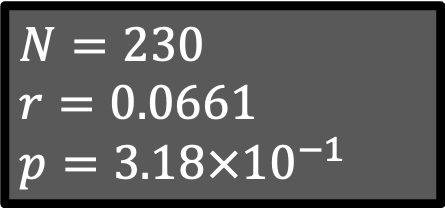 N = 230
r = 0.0661
p = 3.18×10⁻¹